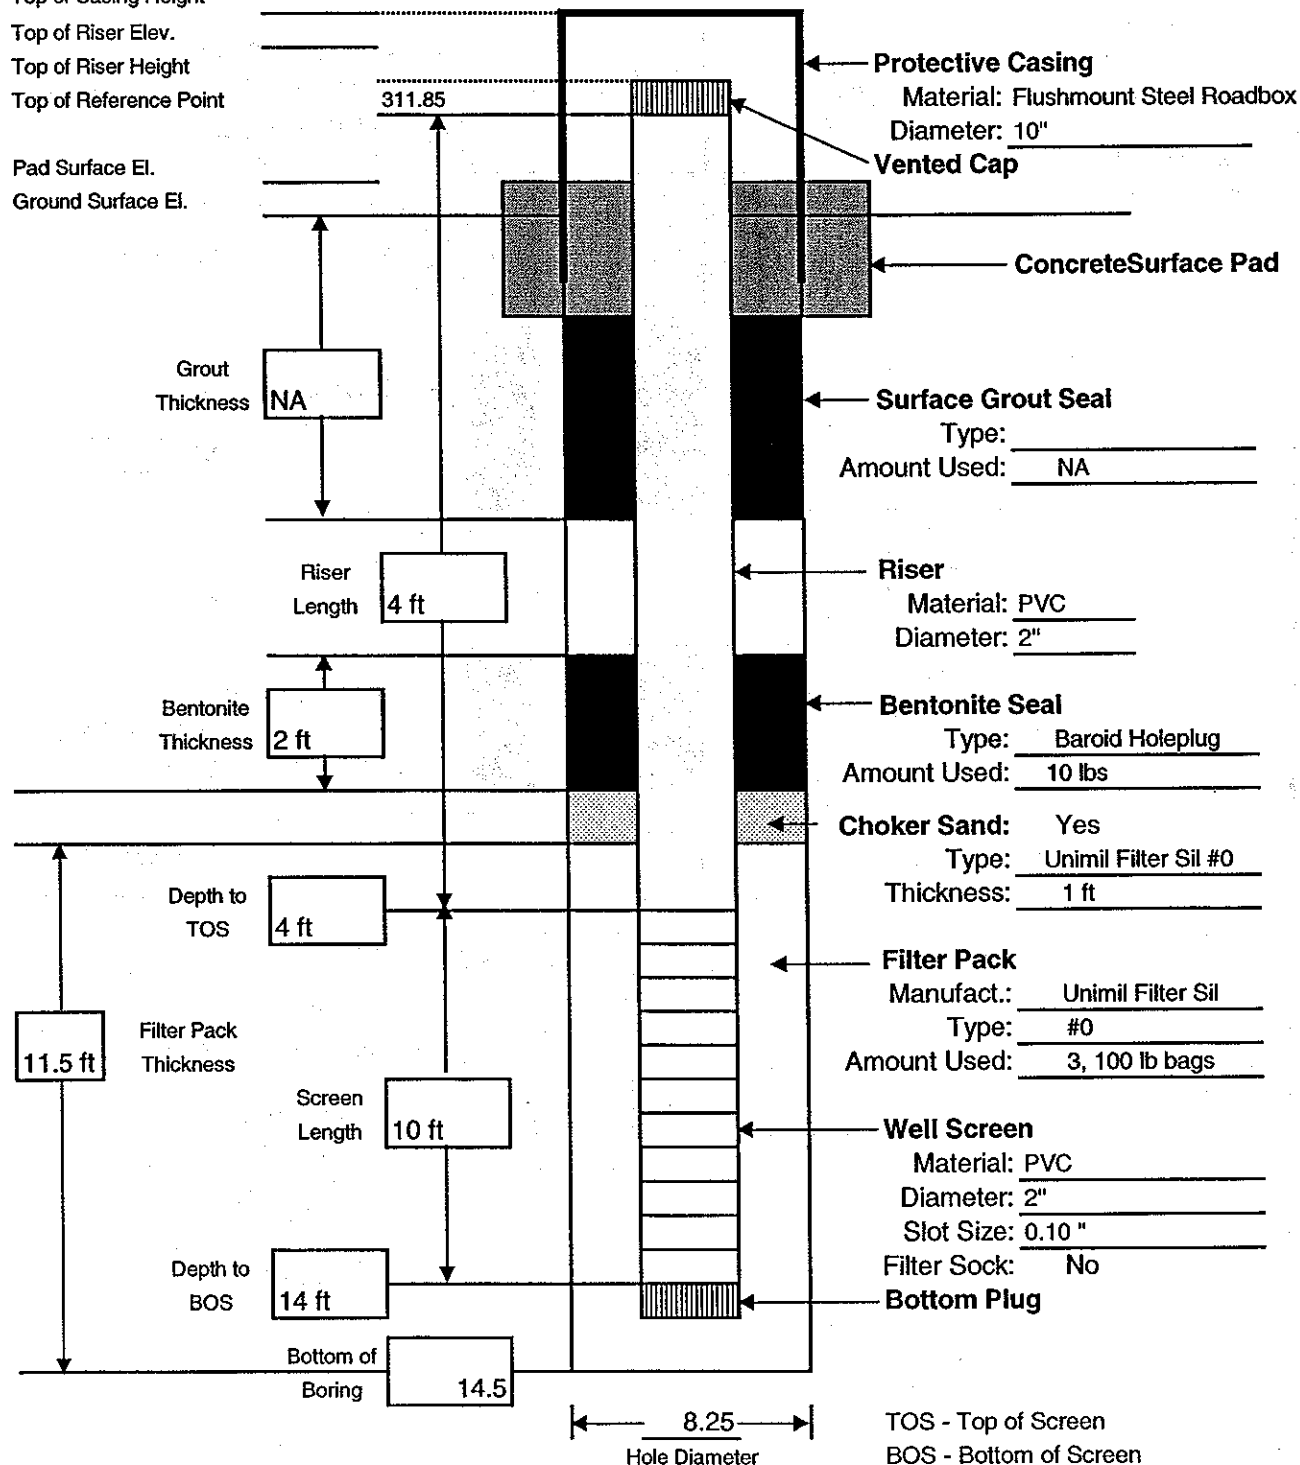 Top of Casing Height
Top of Riser Elev.
Top of Riser Height
Top of Reference Point 311.85
Pad Surface El.
Ground Surface El.
Protective Casing
Material: Flushmount Steel Roadbox
Diameter: 10"
Vented Cap
ConcreteSurface Pad
Grout
Thickness NA
Surface Grout Seal
Type:
Amount Used: NA
Riser
Length 4 ft
Riser
Material: PVC
Diameter: 2"
Bentonite
Thickness 2 ft
Bentonite Seal
Type: Baroid Holeplug
Amount Used: 10 lbs
Choker Sand: Yes
Type: Unimil Filter Sil #0
Thickness: 1 ft
Depth to
TOS 4 ft
Filter Pack
Manufact.: Unimil Filter Sil
Type: #0
Amount Used: 3, 100 lb bags
11.5 ft Filter Pack
Thickness
Screen
Length 10 ft
Well Screen
Material: PVC
Diameter: 2"
Slot Size: 0.10 "
Filter Sock: No
Depth to
BOS 14 ft
Bottom Plug
Bottom of
Boring 14.5
8.25
Hole Diameter
TOS - Top of Screen
BOS - Bottom of Screen